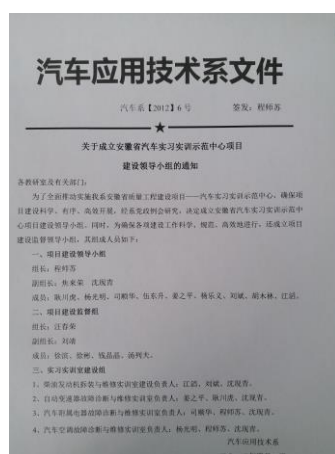 汽车应用技术系文件
汽车系【2012】6号 签发：程师苏
关于成立安徽省汽车实习实训示范中心项目
建设领导小组的通知
各教研室及有关部门：
为了全面推动实施我系安徽省质量工程建设项目——汽车实习实训示范中心，确保项
目建设科学、有序、高效开展，经系党政例会研究，决定成立安徽省汽车实习实训示范中
心项目建设领导小组，同时，为确保各项建设工作科学、规范、高效地进行，还成立项目
建设监督领导小组，其组成人员如下：
一、项目建设领导小组
组长：程师苏
副组长：焦来荣 沈现青
成员：耿川虎、杨光明、司顺华、伍东升、姜之平、杨乐义、刘斌、胡木林、江滔。
二、项目建设监督组
组长：汪春荣
副组长：刘进
成员：徐滨、徐彬、钱晶晶、汤列大。
三、实习实训室建设组
1、柴油发动机拆装与维修实训室建设负责人：江滔、刘斌、沈现青。
2、自动变速器故障诊断与维修实训室负责人：姜之平、耿川虎、沈现青。
3、汽车附属电器故障诊断与维修实训室负责人：司顺华、程师苏、沈现青。
4、汽车空调故障诊断与维修实训室负责人：杨光明、程师苏、沈现青。
汽车应用技术系